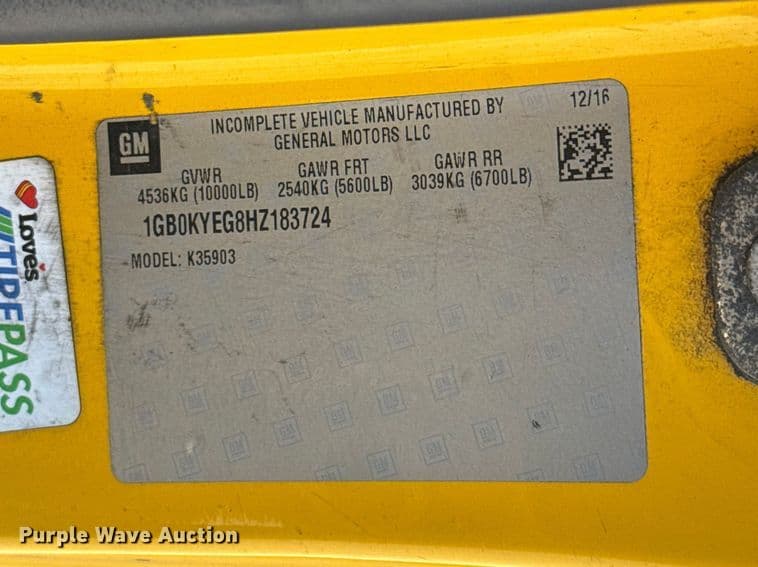 INCOMPLETE VEHICLE MANUFACTURED BY
GENERAL MOTORS LLC
12/16
GM
GVWR GAWR FRT GAWR RR
4536KG (10000LB) 2540KG (5600LB) 3039KG (6700LB)
1GB0KYEG8HZ183724
MODEL: K35903
Love's
TIREPASS
Purple Wave Auction